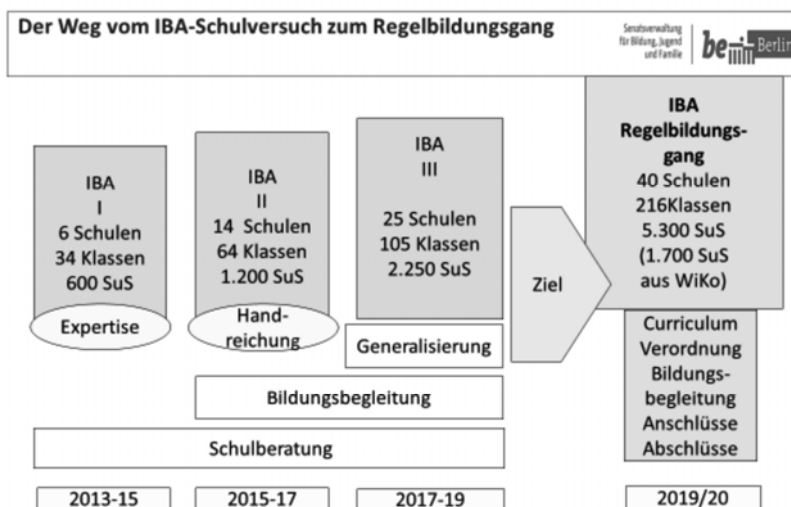 Der Weg vom IBA-Schulversuch zum Regelbildungsgang
Senatsverwaltung
für Bildung, Jugend
und Familie
be Berlin
IBA
I
6 Schulen
34 Klassen
600 SuS
Expertise
IBA
II
14 Schulen
64 Klassen
1.200 SuS
Hand-
reichung
IBA
III
25 Schulen
105 Klassen
2.250 SuS
Generalisierung
Bildungsbegleitung
Schulberatung
Ziel
IBA
Regelbildungs-
gang
40 Schulen
216Klassen
5.300 SuS
(1.700 SuS
aus WiKo)
Curriculum
Verordnung
Bildungs-
begleitung
Anschlüsse
Abschlüsse
2013-15
2015-17
2017-19
2019/20